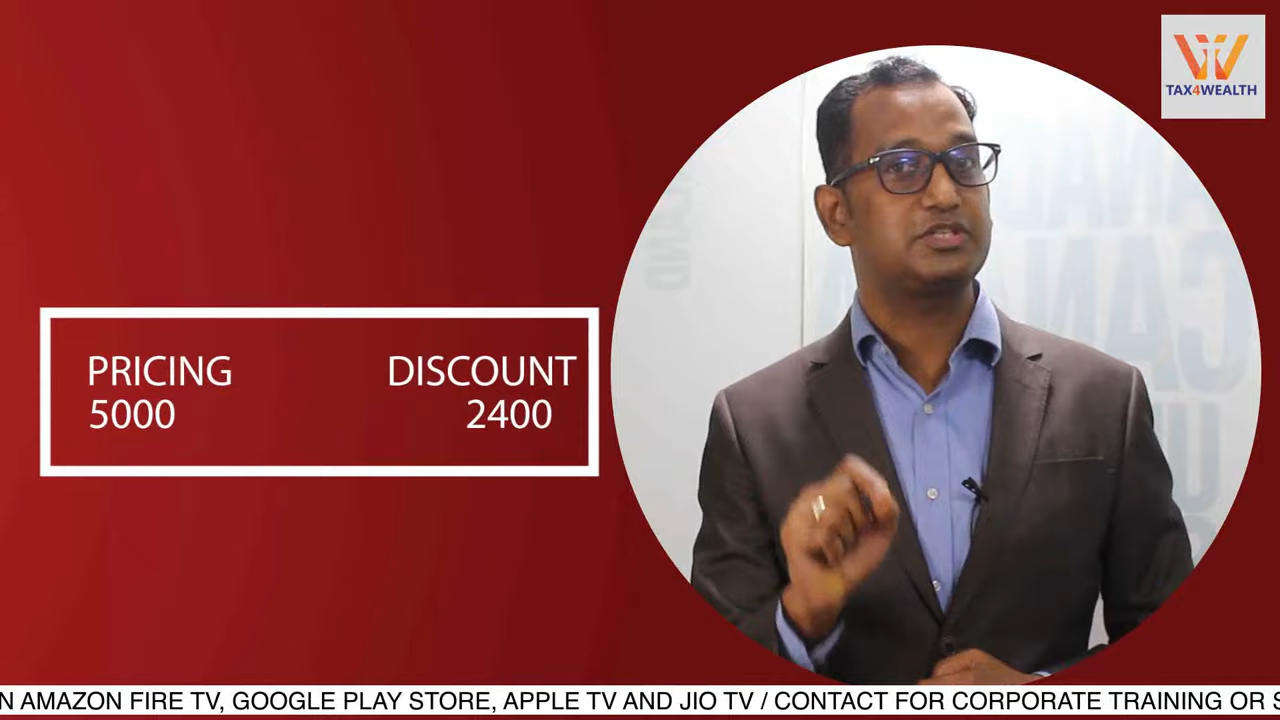 TAX4WEALTH
PRICING DISCOUNT
5000 2400
N AMAZON FIRE TV, GOOGLE PLAY STORE, APPLE TV AND JIO TV / CONTACT FOR CORPORATE TRAINING OR